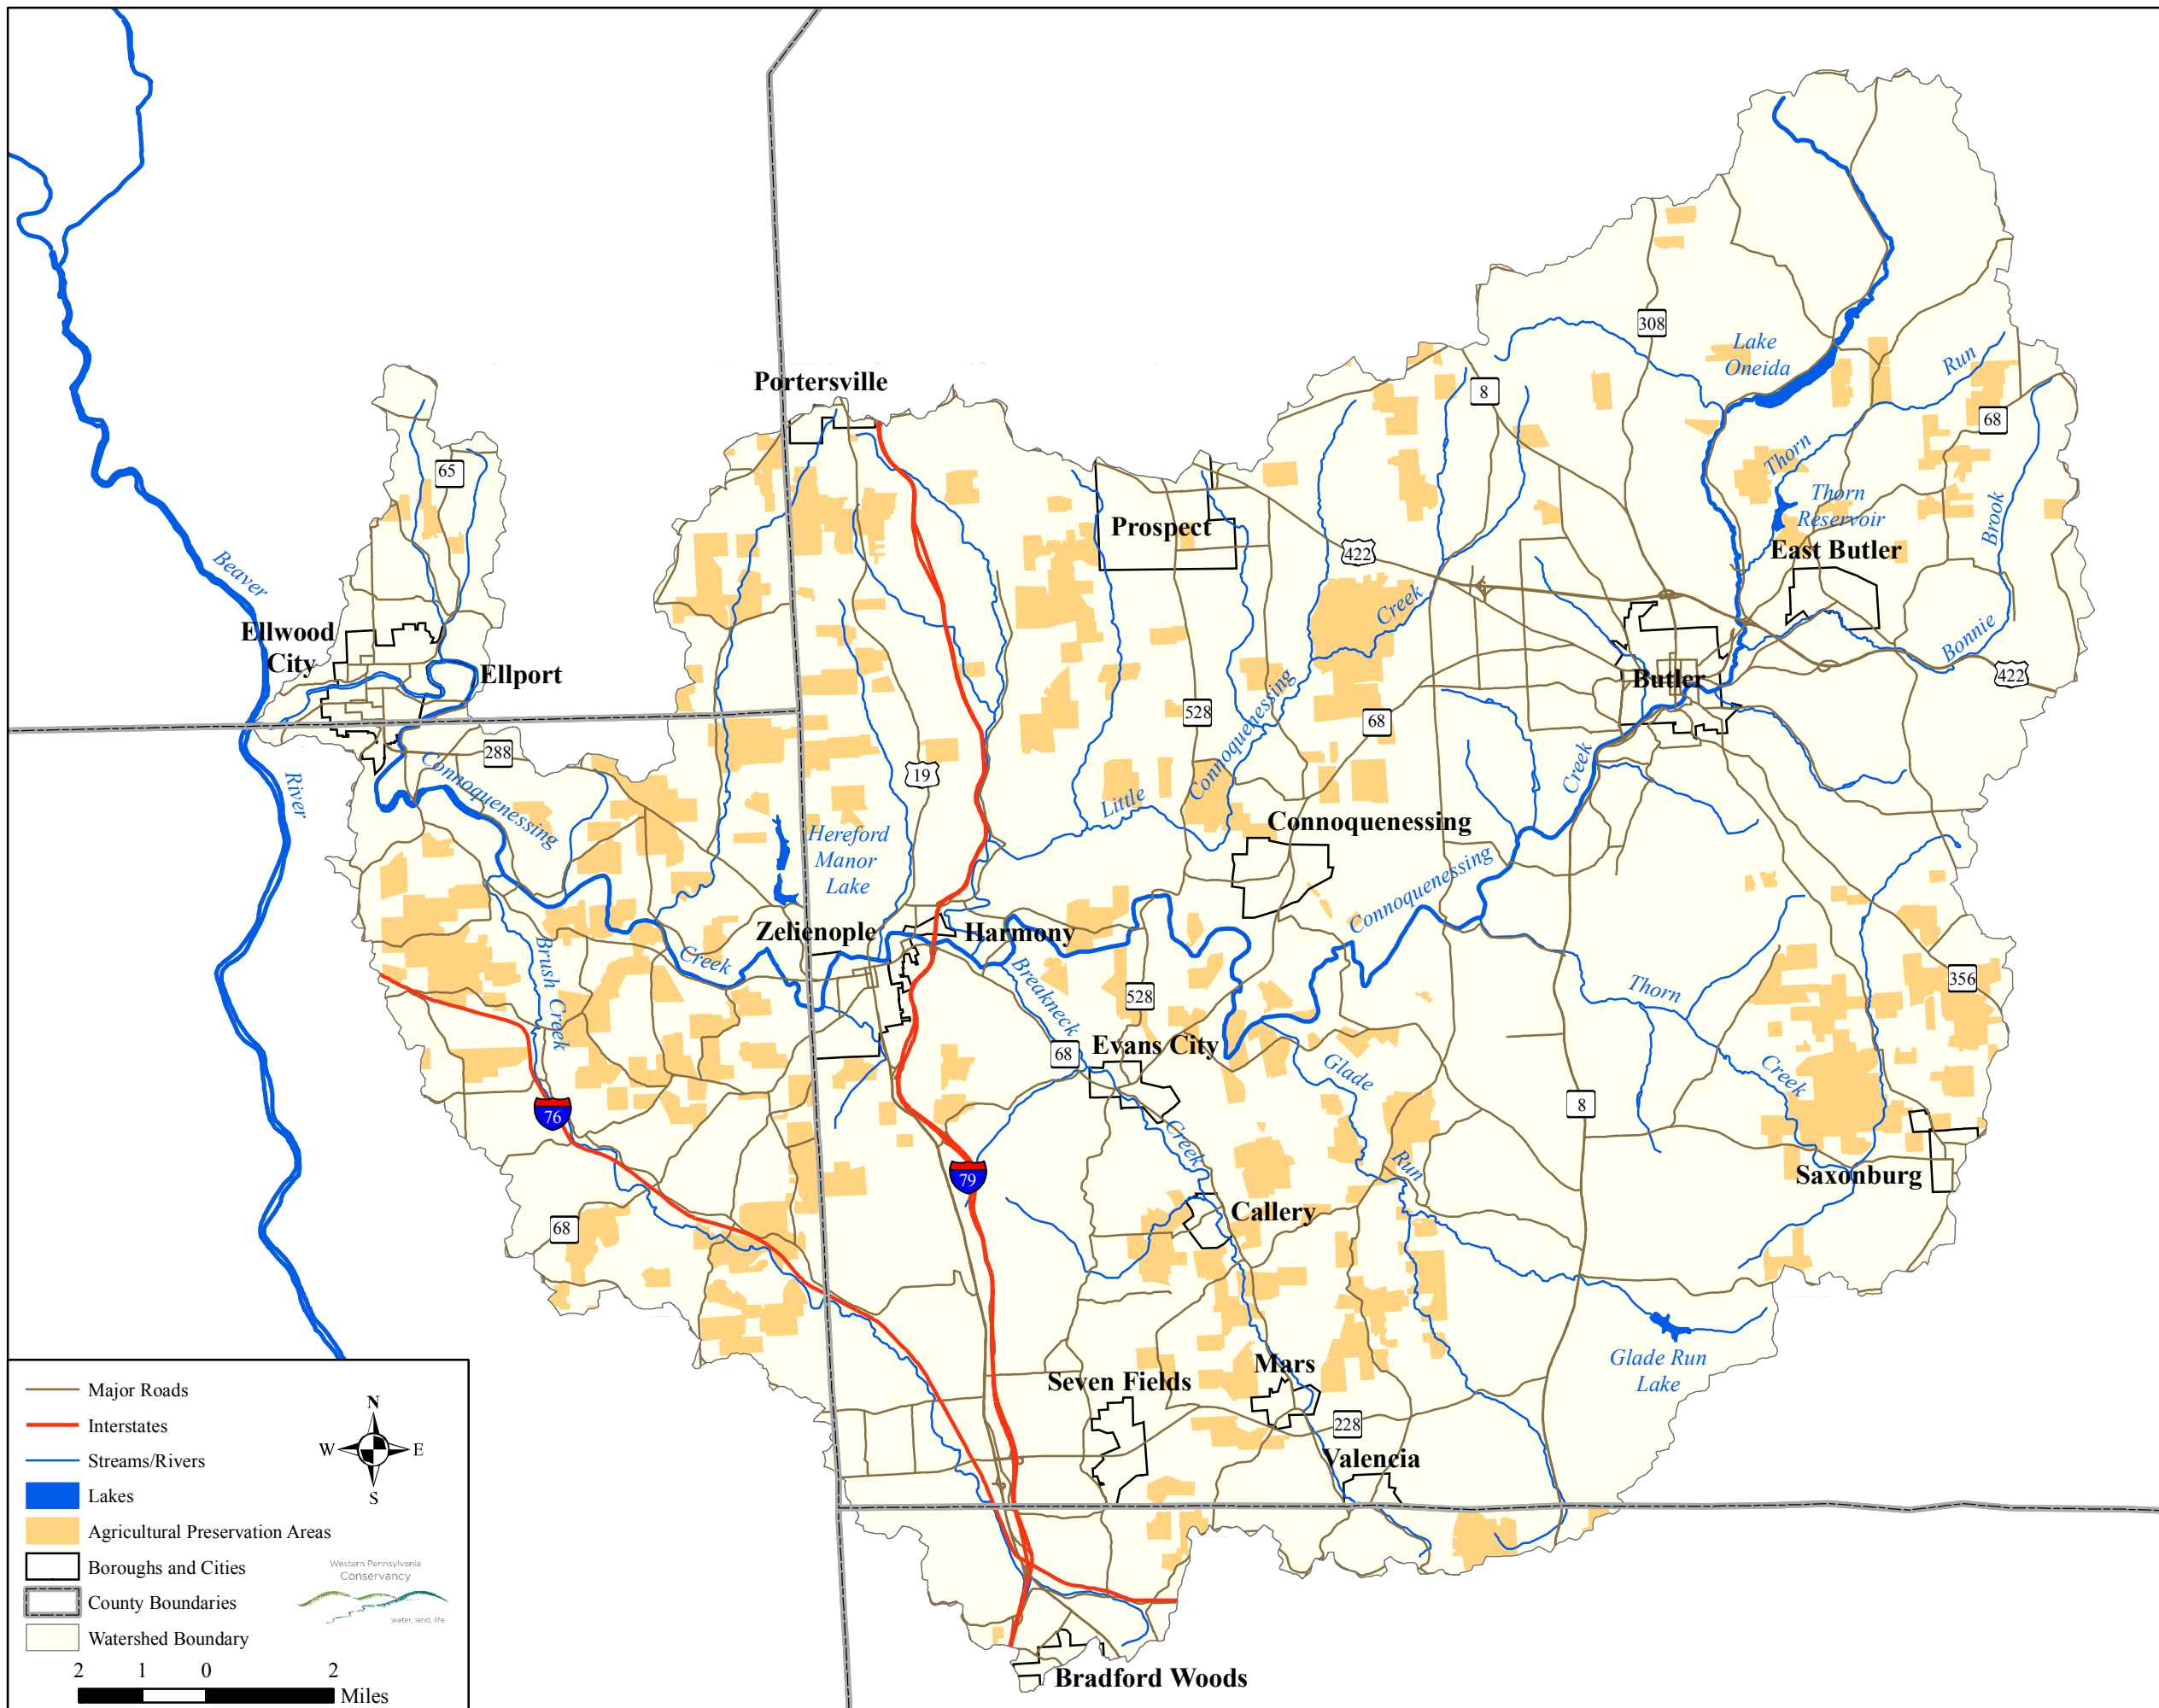 Portersville
308
Lake
Oneida
Run
8
68
65
Thorn
Thorn
Reservoir
Brook
Prospect
422
East Butler
Beaver
Creek
Ellwood
City
Ellport
Bonnie
422
Butler
528
68
Connoquenessing
288
River
Connoquenessing
19
Creek
Little
Hereford
Manor
Lake
Connoquenessing
Connoquenessing
Zelienople
Harmony
Creek
Brush Creek
Breakneck
528
Thorn
356
68
Evans City
Glade
Creek
76
8
Creek
Run
79
Saxonburg
68
Callery
Glade Run
Lake
Mars
Seven Fields
228
Valencia
Bradford Woods
Major Roads
Interstates
Streams/Rivers
Lakes
Agricultural Preservation Areas
Boroughs and Cities
County Boundaries
Watershed Boundary
N
W
E
S
Western Pennsylvania
Conservancy
water, land, life.
2 1 0 2
Miles